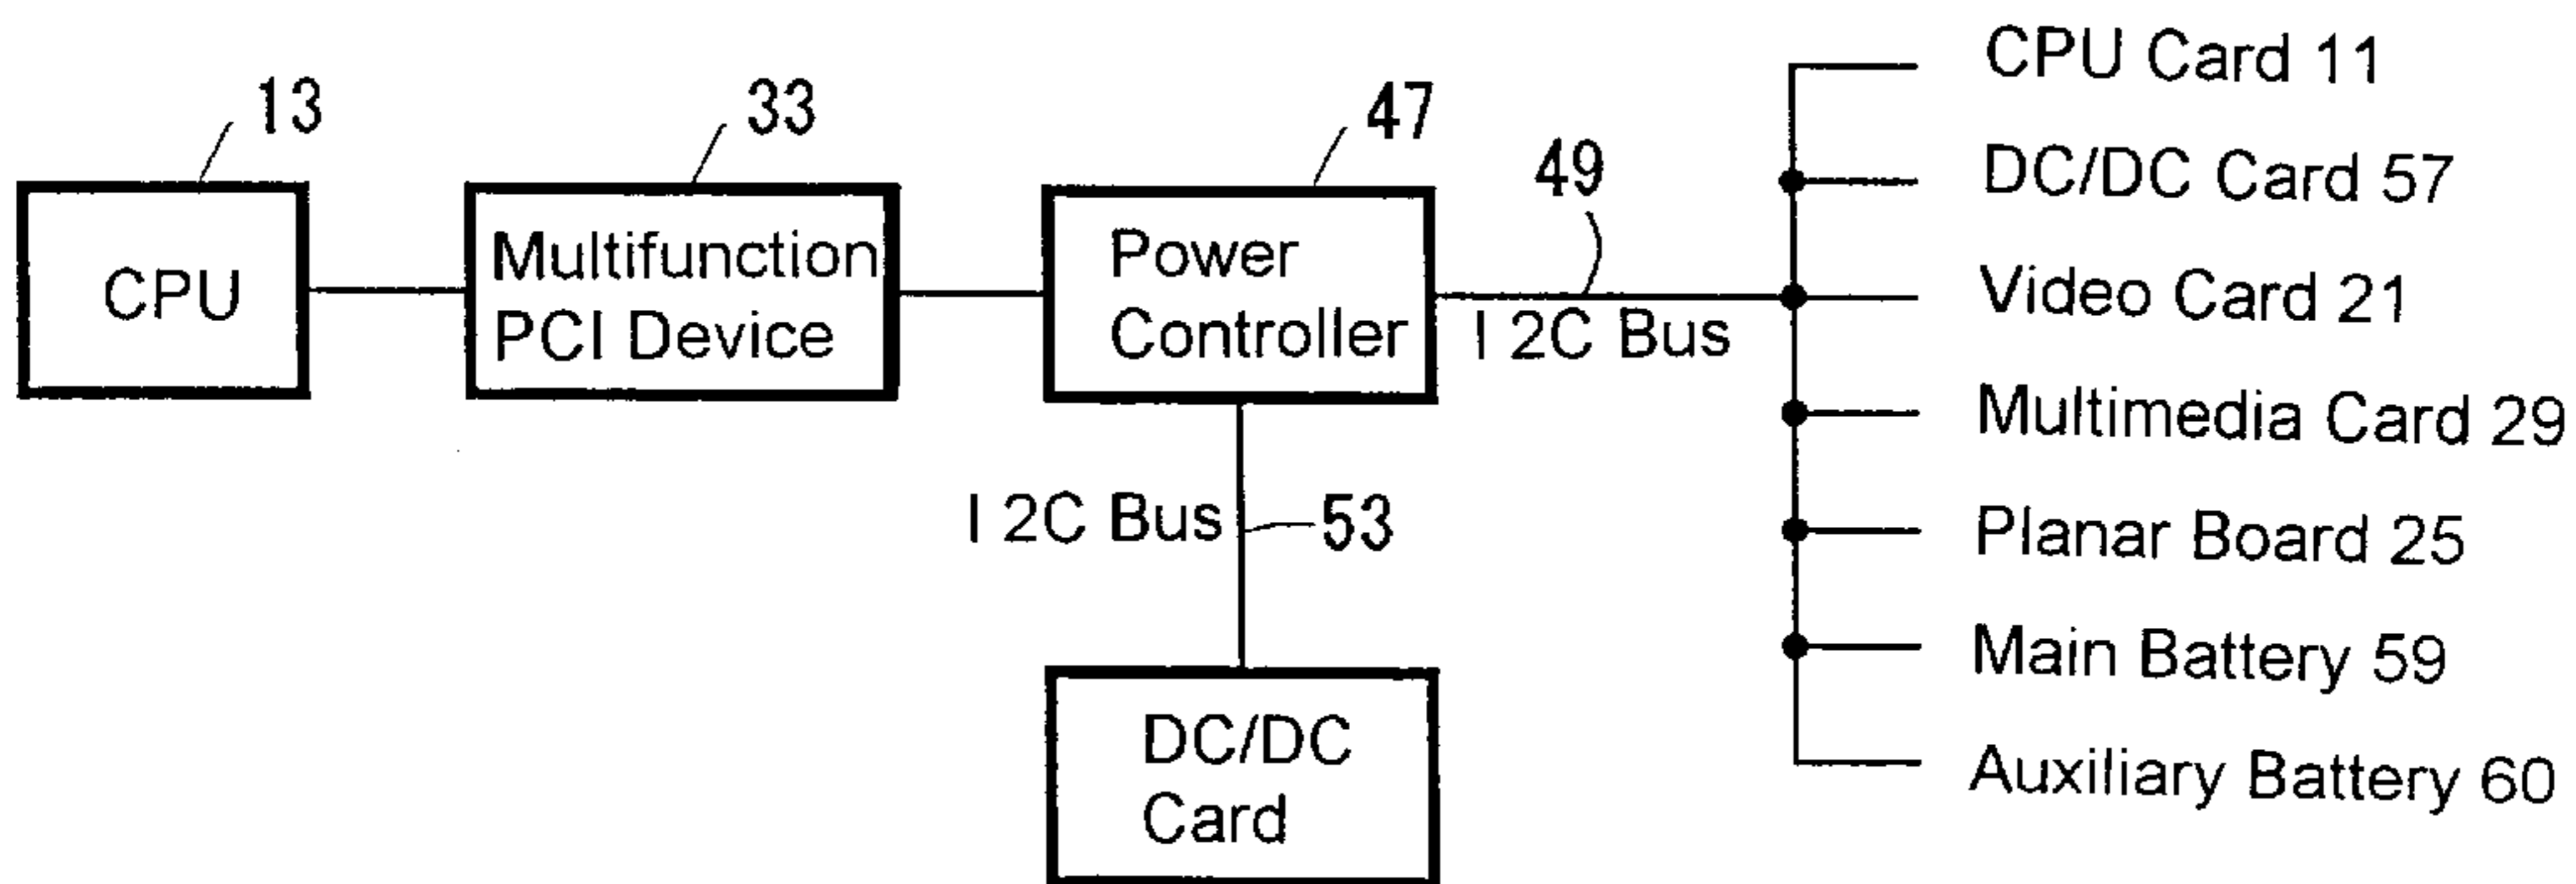 13
33
47
49
CPU
Multifunction
PCI Device
Power
Controller
I 2C Bus
CPU Card 11
DC/DC Card 57
Video Card 21
Multimedia Card 29
Planar Board 25
Main Battery 59
Auxiliary Battery 60
I 2C Bus
53
DC/DC
Card